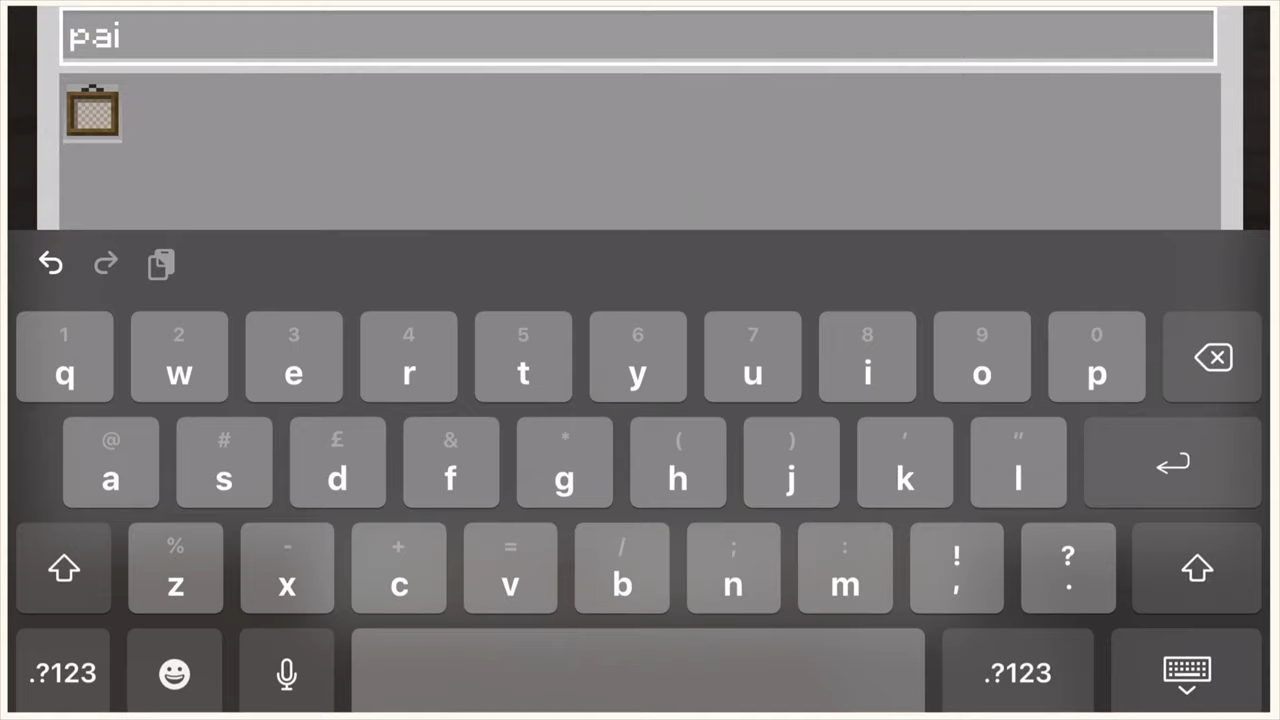 pai
1 2 3 4 5 6 7 8 9 0
q w e r t y u i o p
@ # £ & * ( ) ' "
a s d f g h j k l
% - + = / ; : ! ?
z x c v b n m , .
.?123 .?123